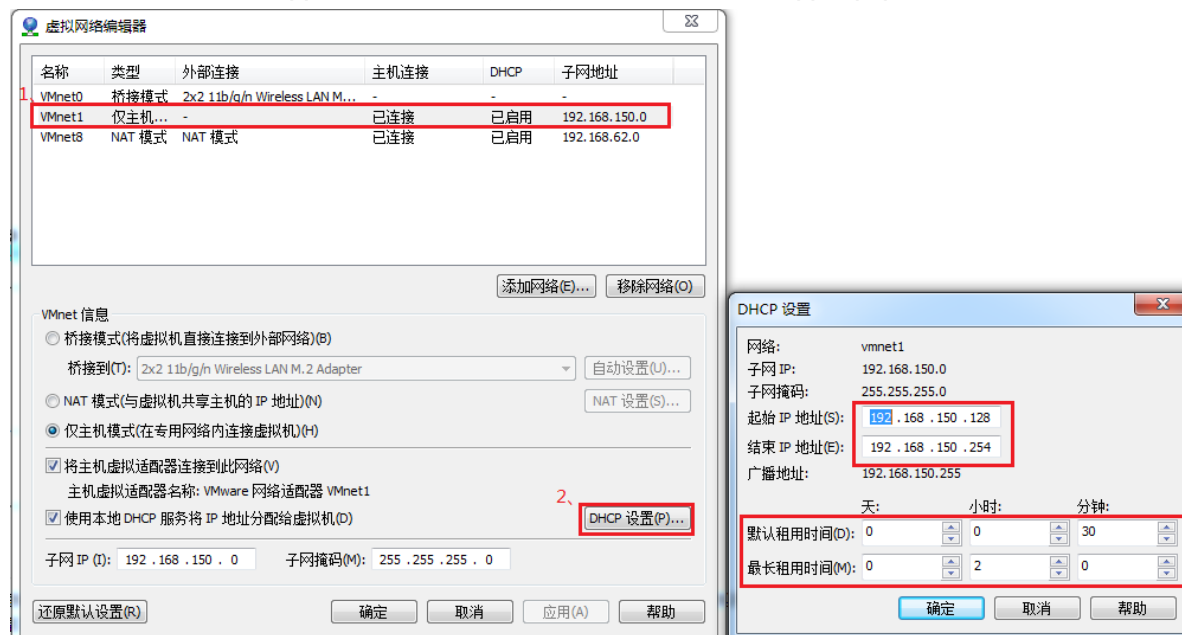 虚拟网络编辑器
名称 类型 外部连接 主机连接 DHCP 子网地址
1、
VMnet0 桥接模式 2x2 11b/g/n Wireless LAN M... - - -
VMnet1 仅主机... - 已连接 已启用 192.168.150.0
VMnet8 NAT 模式 NAT 模式 已连接 已启用 192.168.62.0
添加网络(E)... 移除网络(O)
VMnet 信息
桥接模式(将虚拟机直接连接到外部网络)(B)
桥接到(T): 2x2 11b/g/n Wireless LAN M.2 Adapter 自动设置(U)...
NAT 模式(与虚拟机共享主机的 IP 地址)(N) NAT 设置(S)...
仅主机模式(在专用网络内连接虚拟机)(H)
将主机虚拟适配器连接到此网络(V)
主机虚拟适配器名称: VMware 网络适配器 VMnet1
2、
使用本地 DHCP 服务将 IP 地址分配给虚拟机(D) DHCP 设置(P)...
子网 IP (I): 192 . 168 . 150 . 0 子网掩码(M): 255 . 255 . 255 . 0
还原默认设置(R) 确定 取消 应用(A) 帮助
DHCP 设置
网络: vmnet1
子网 IP: 192.168.150.0
子网掩码: 255.255.255.0
起始 IP 地址(S): 192 . 168 . 150 . 128
结束 IP 地址(E): 192 . 168 . 150 . 254
广播地址: 192.168.150.255
天: 小时: 分钟:
默认租用时间(D): 0 0 30
最长租用时间(M): 0 2 0
确定 取消 帮助